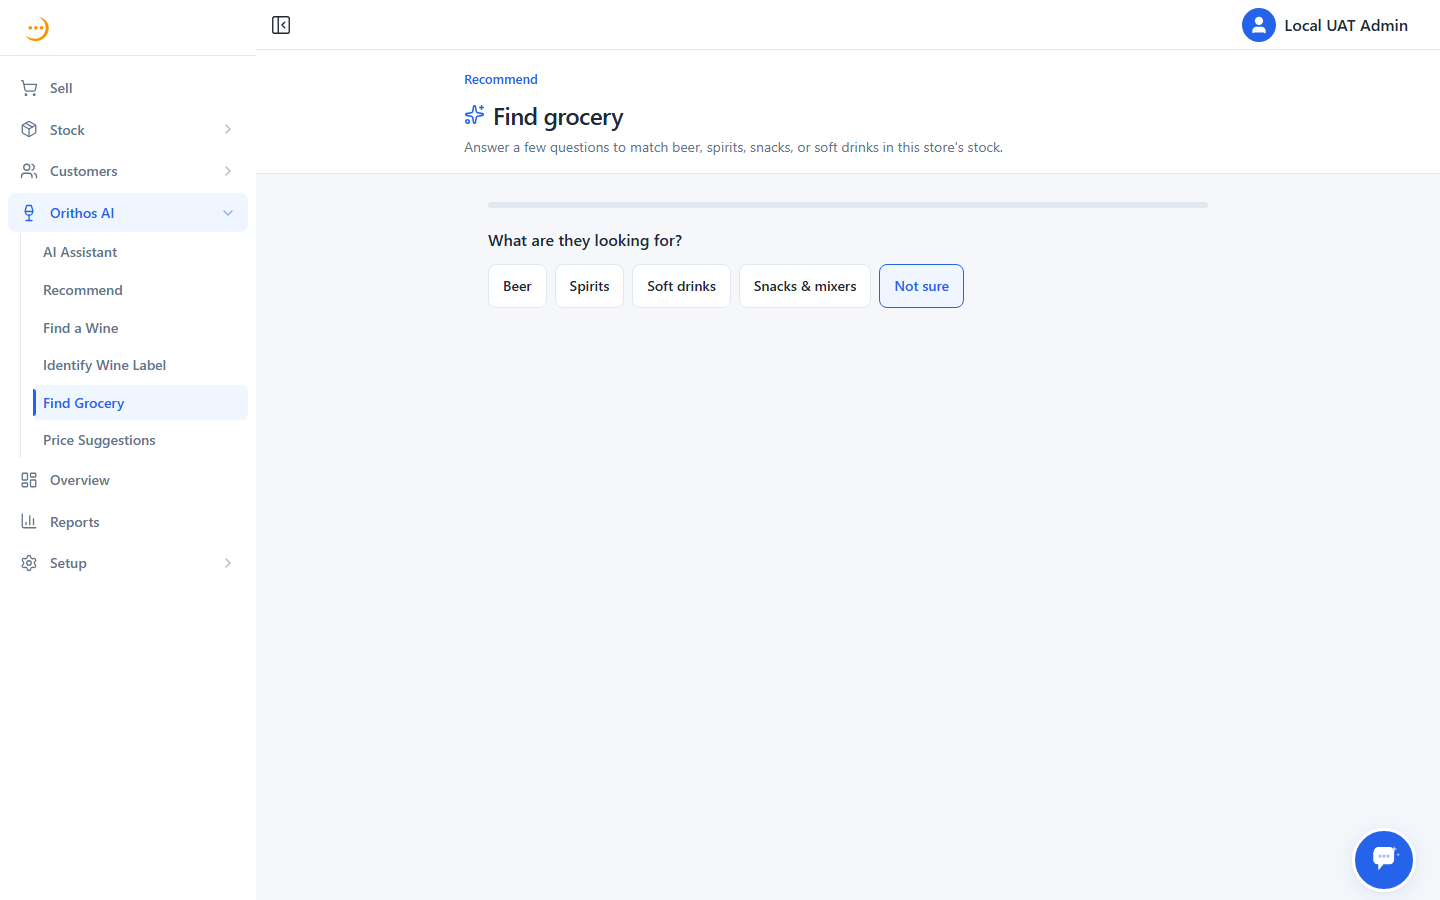 Local UAT Admin
Sell
Stock
Customers
Orithos AI
AI Assistant
Recommend
Find a Wine
Identify Wine Label
Find Grocery
Price Suggestions
Overview
Reports
Setup
Recommend
Find grocery
Answer a few questions to match beer, spirits, snacks, or soft drinks in this store's stock.
What are they looking for?
Beer Spirits Soft drinks Snacks & mixers Not sure